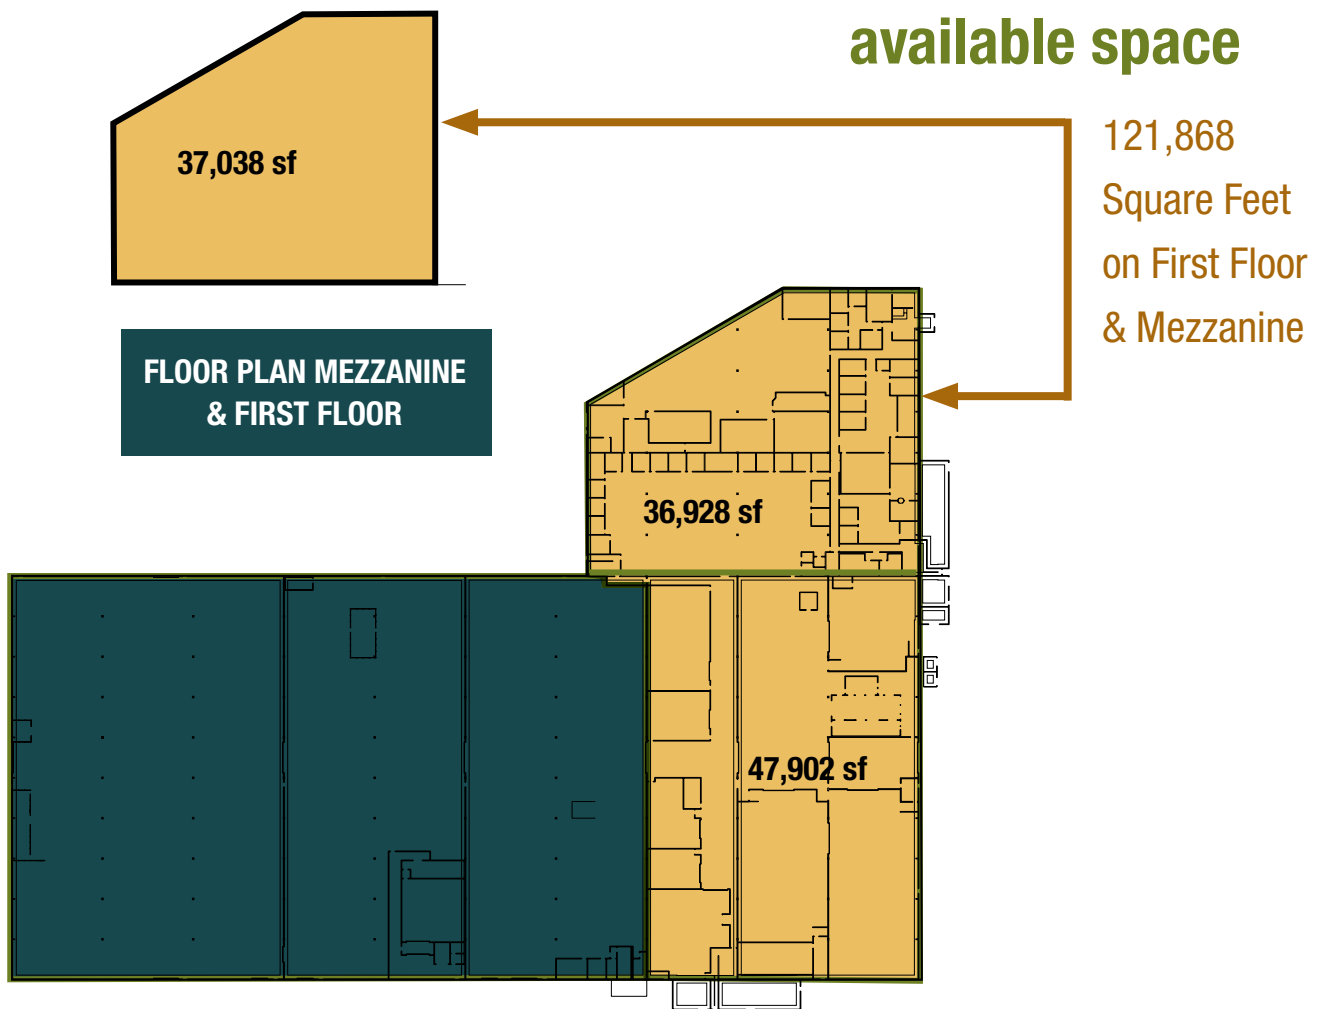 available space
37,038 sf
121,868
Square Feet
on First Floor
& Mezzanine
FLOOR PLAN MEZZANINE
& FIRST FLOOR
36,928 sf
47,902 sf